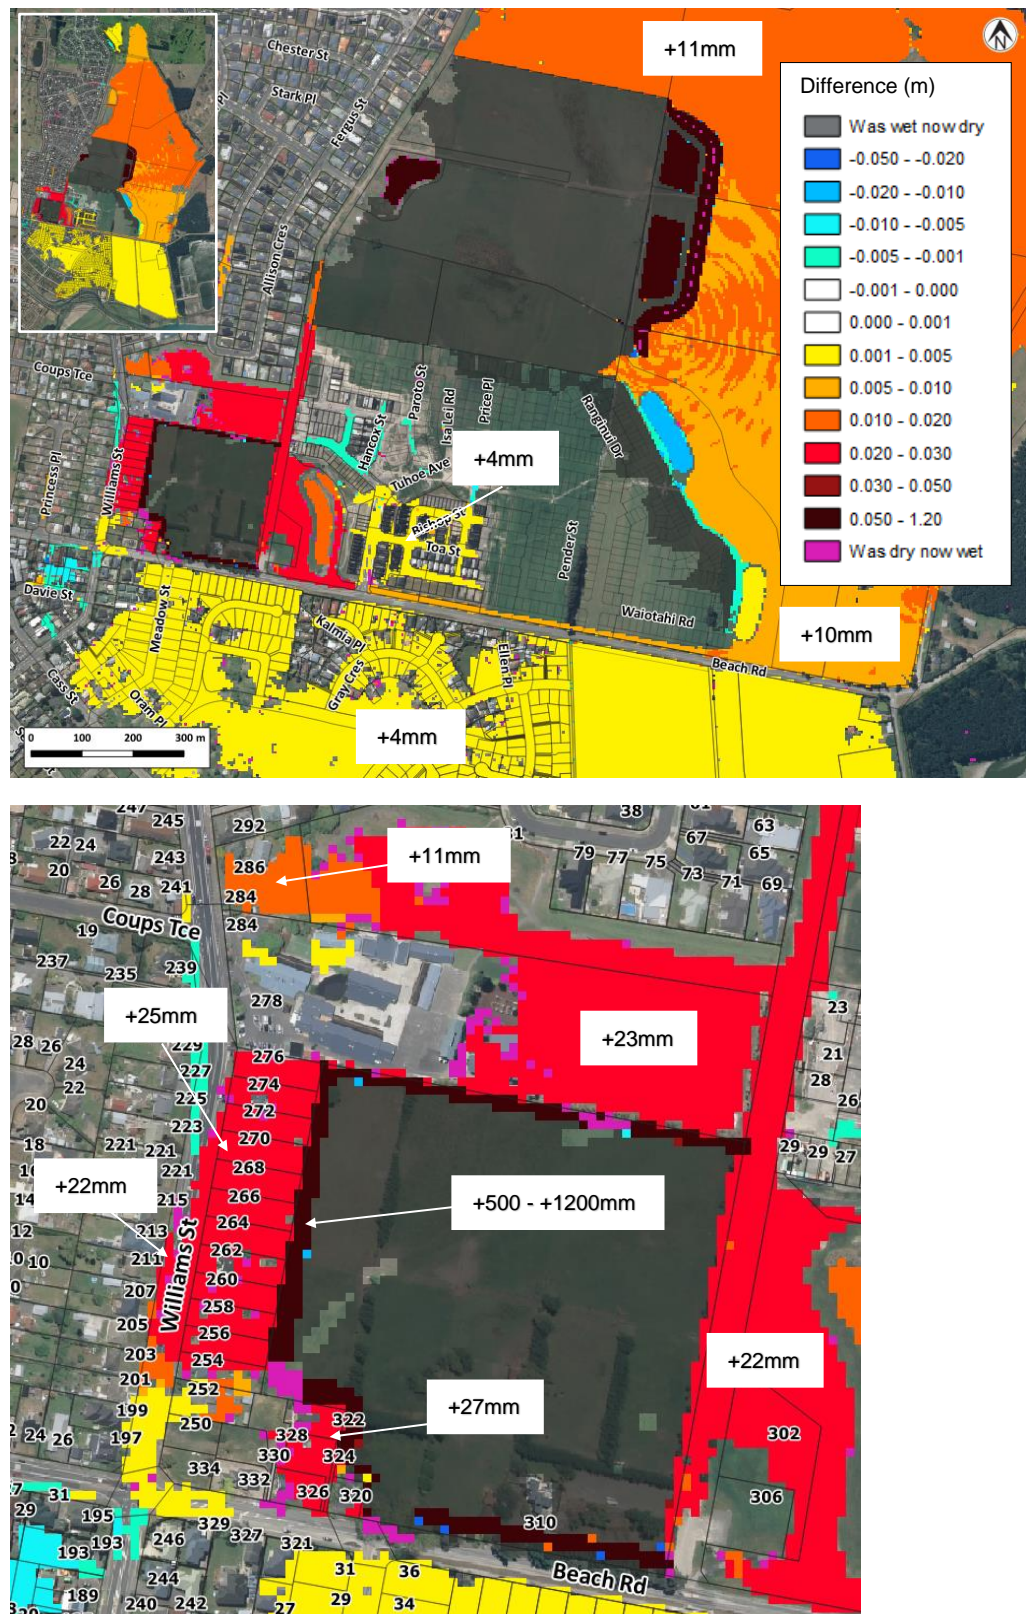 Chester St
+11mm
N
Stark Pl
Fergus St
Pl
Difference (m)
Was wet now dry
-0.050 - -0.020
-0.020 - -0.010
-0.010 - -0.005
-0.005 - -0.001
-0.001 - 0.000
0.000 - 0.001
0.001 - 0.005
0.005 - 0.010
0.010 - 0.020
0.020 - 0.030
0.030 - 0.050
0.050 - 1.20
Was dry now wet
Allison Cres
Coups Tce
Paroro St
Isa Lei Rd
Price Pl
Ranginui Dr
Hancox St
+4mm
Tuhoe Ave
Princess Pl
Williams St
Bishop St
Toa St
Pender St
Davie St
Meadow St
Waiotahi Rd
+10mm
Kalmia Pl
Gray Cres
Ellen Pl
Beach Rd
Cass St
Oram Pl
+4mm
0 100 200 300 m
247
245
292
31
38
61
63
22 24
243
+11mm
67
65
20
26
28
241
286
79
77
75
73
71
69
284
Coups Tce
284
19
237
235
239
278
23
+25mm
+23mm
28
26
229
276
21
24
22
227
274
28
20
225
272
26
223
270
18
221
221
268
29
29
27
+22mm
221
266
+500 - +1200mm
14
215
264
12
213
262
10
10
211
260
207
Williams St
258
205
256
203
254
+22mm
201
252
+27mm
199
250
322
24
26
197
328
302
334
330
324
332
326
320
306
31
29
195
329
310
193
193
246
327
321
31
36
Beach Rd
189
244
240
242
27
29
34